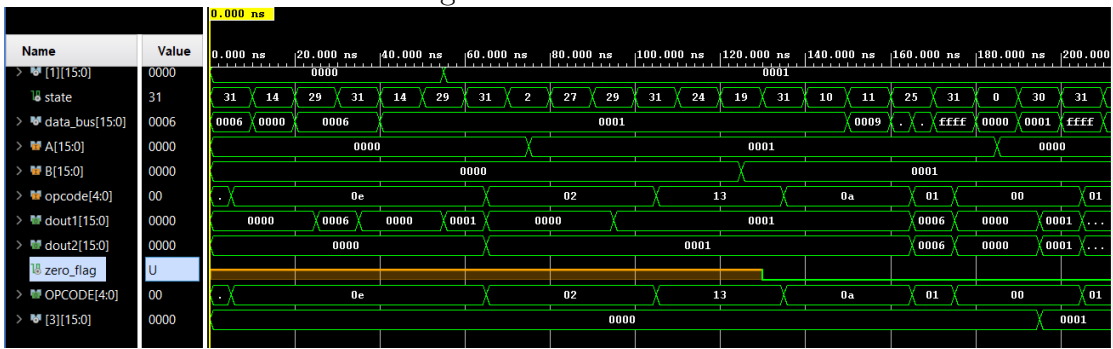 0.000 ns
Name Value 0.000 ns 20.000 ns 40.000 ns 60.000 ns 80.000 ns 100.000 ns 120.000 ns 140.000 ns 160.000 ns 180.000 ns 200.000
[1][15:0] 0000 0000 0001
state 31 31 14 29 31 14 29 31 2 27 29 31 24 19 31 10 11 25 31 0 30 31
data_bus[15:0] 0006 0006 0000 0006 0001 0009 . . ffff 0000 0001 ffff
A[15:0] 0000 0000 0001 0000
B[15:0] 0000 0000 0001
opcode[4:0] 00 . 0e 02 13 0a 01 00 01
dout1[15:0] 0000 0000 0006 0000 0001 0000 0001 0006 0000 0001 ...
dout2[15:0] 0000 0000 0001 0006 0000 0001 ...
zero_flag U
OPCODE[4:0] 00 . 0e 02 13 0a 01 00 01
[3][15:0] 0000 0000 0001